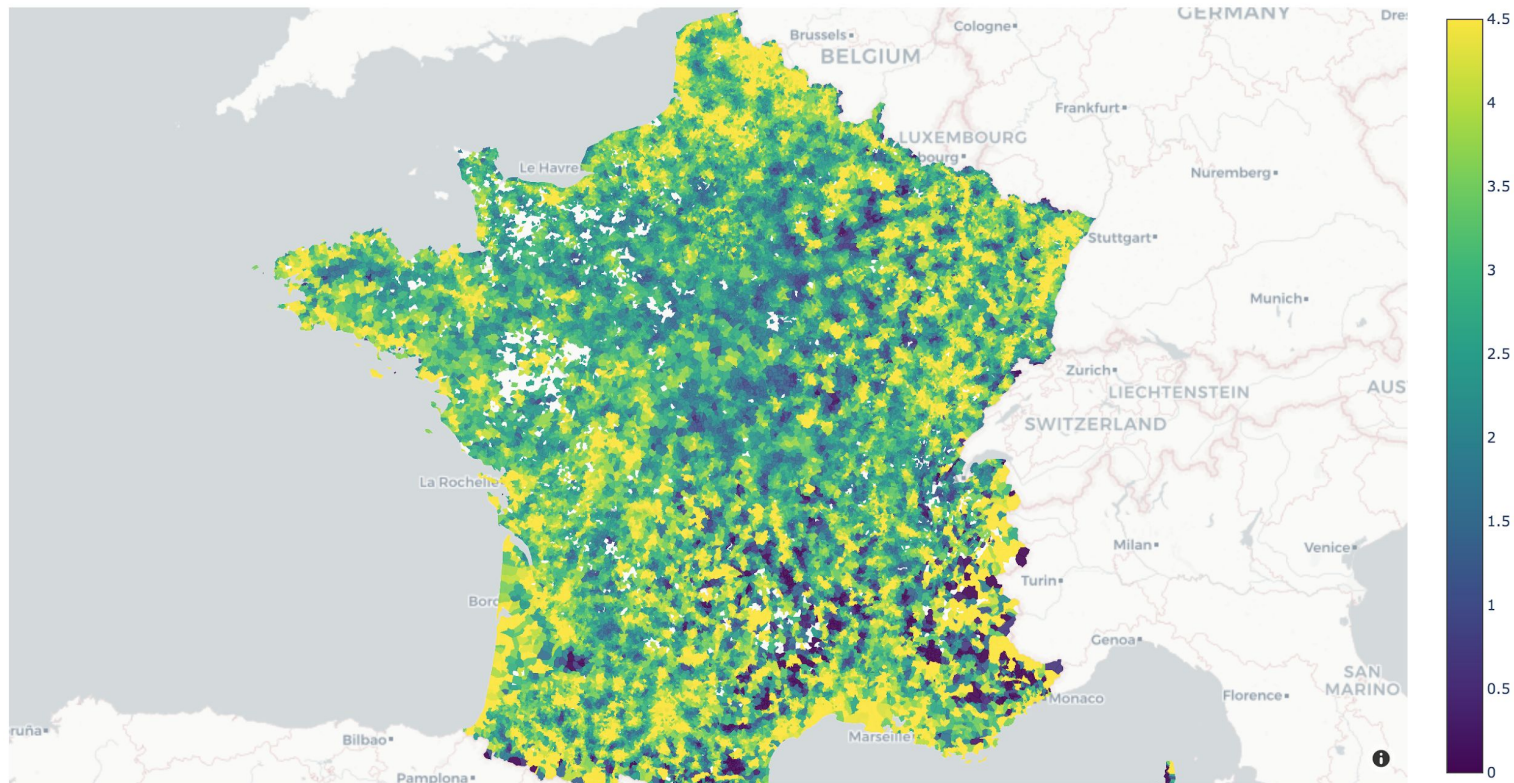 GERMANY
Dre
Brussels
Cologne
BELGIUM
Frankfurt
LUXEMBOURG
bourg
Le Havre
Nuremberg
Stuttgart
Munich
Zurich
LIECHTENSTEIN
AUS
SWITZERLAND
La Rochelle
Milan
Venice
Turin
Bord
Genoa
SAN
MARINO
Monaco
Florence
ruña
Marseille
Bilbao
Pamplona
4.5
4
3.5
3
2.5
2
1.5
1
0.5
0